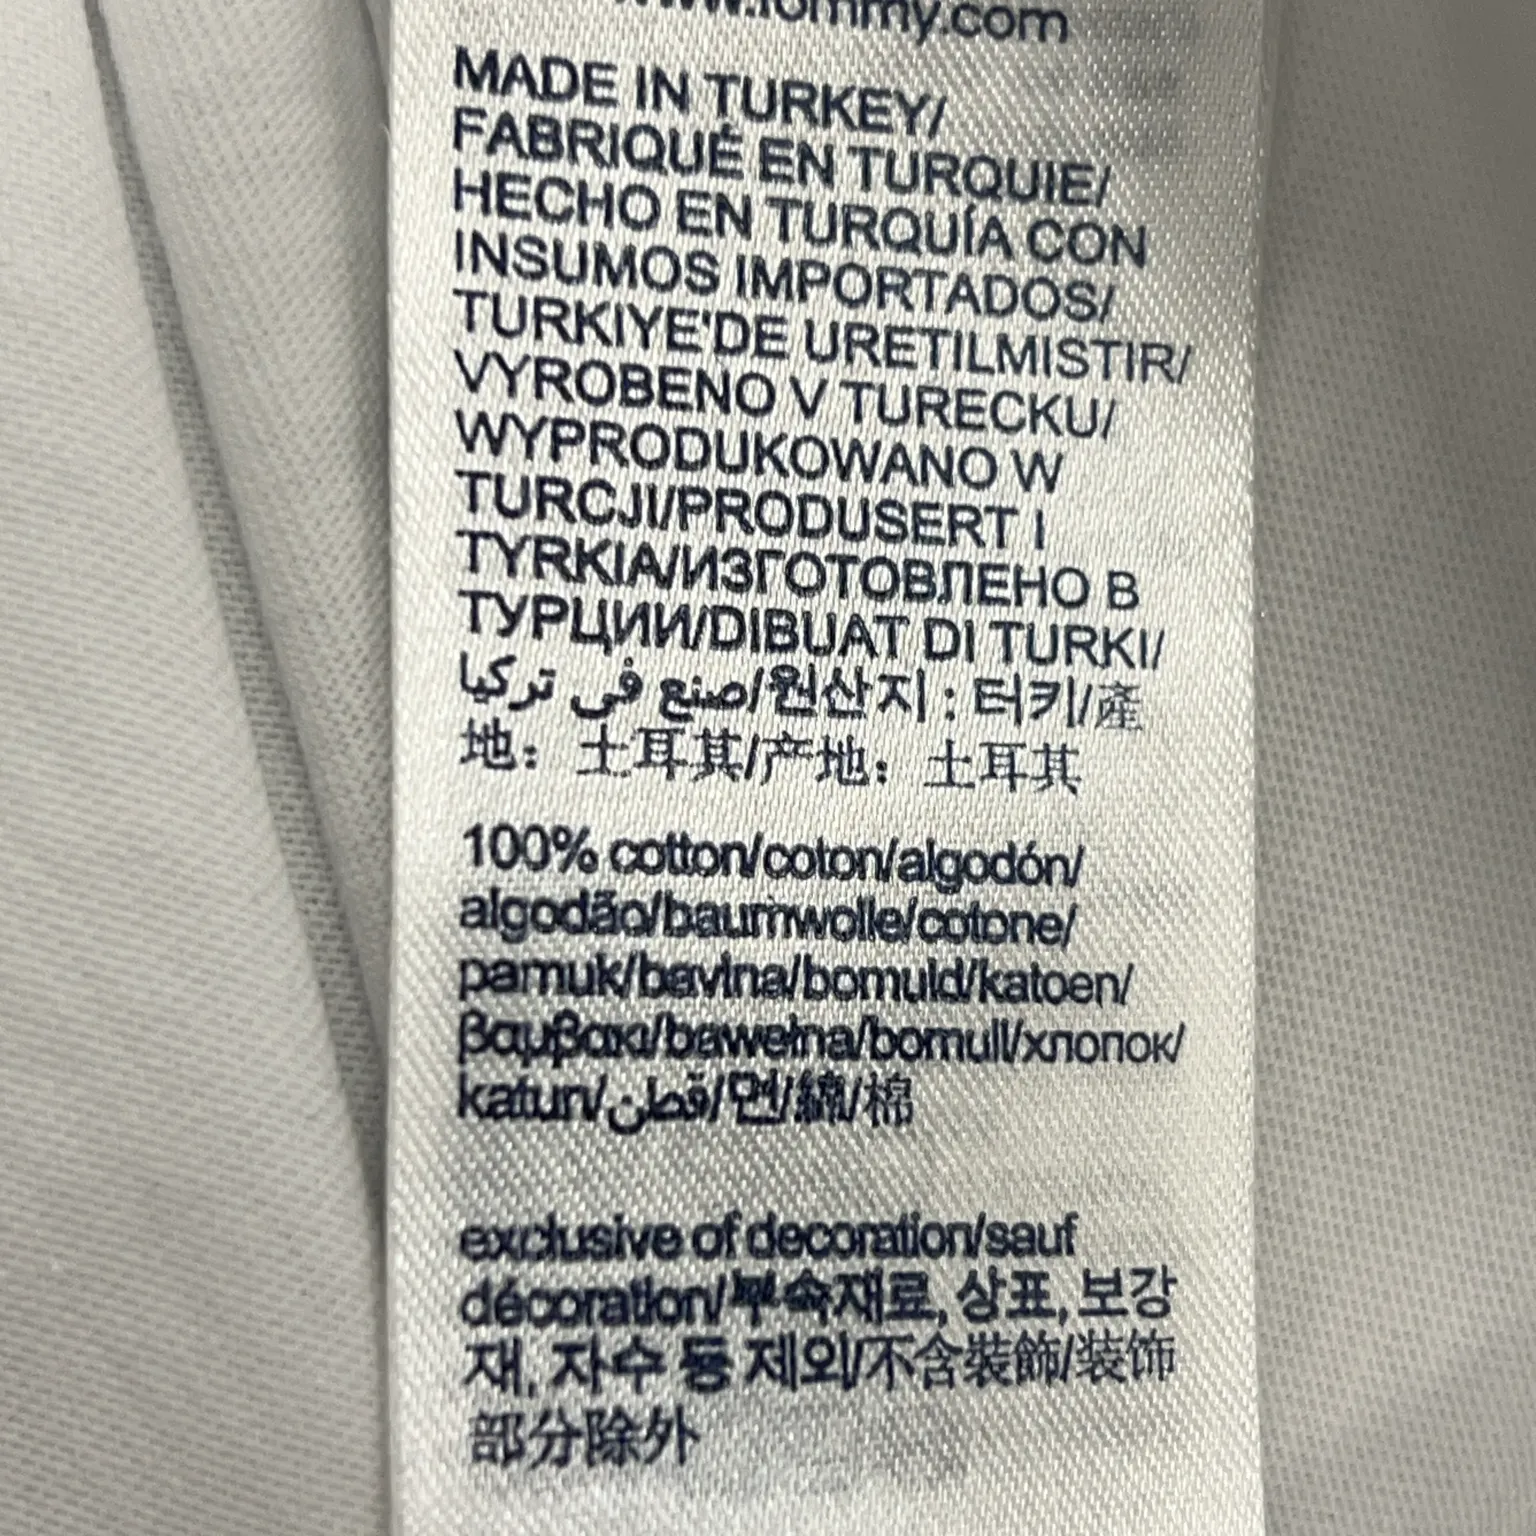 www.tommy.com
MADE IN TURKEY/
FABRIQUÉ EN TURQUIE/
HECHO EN TURQUÍA CON
INSUMOS IMPORTADOS/
TURKIYE'DE URETILMISTIR/
VYROBENO V TURECKU/
WYPRODUKOWANO W
TURCJI/PRODUSERT I
TYRKIA/ИЗГОТОВЛЕНО В
ТУРЦИИ/DIBUAT DI TURKI/
صنع في تركيا/원산지 : 터키/產
地： 土耳其/产地： 土耳其
100% cotton/coton/algodón/
algodão/baumwolle/cotone/
pamuk/bavlna/bomuld/katoen/
βαμβακι/bawełna/bomull/хлопок/
katun/قطن/면/綿/棉
exclusive of decoration/sauf
décoration/부속재료, 상표, 보강
재, 자수 등 제외/不含裝飾/装饰
部分除外